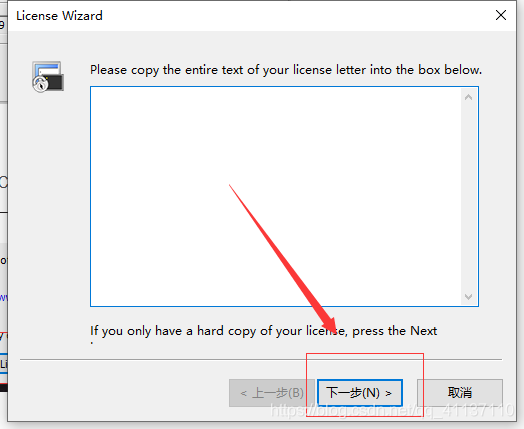 License Wizard
Please copy the entire text of your license letter into the box below.
If you only have a hard copy of your license, press the Next
< 上一步(B)
下一步(N) >
取消
https://blog.csdn.net/qq_41137110